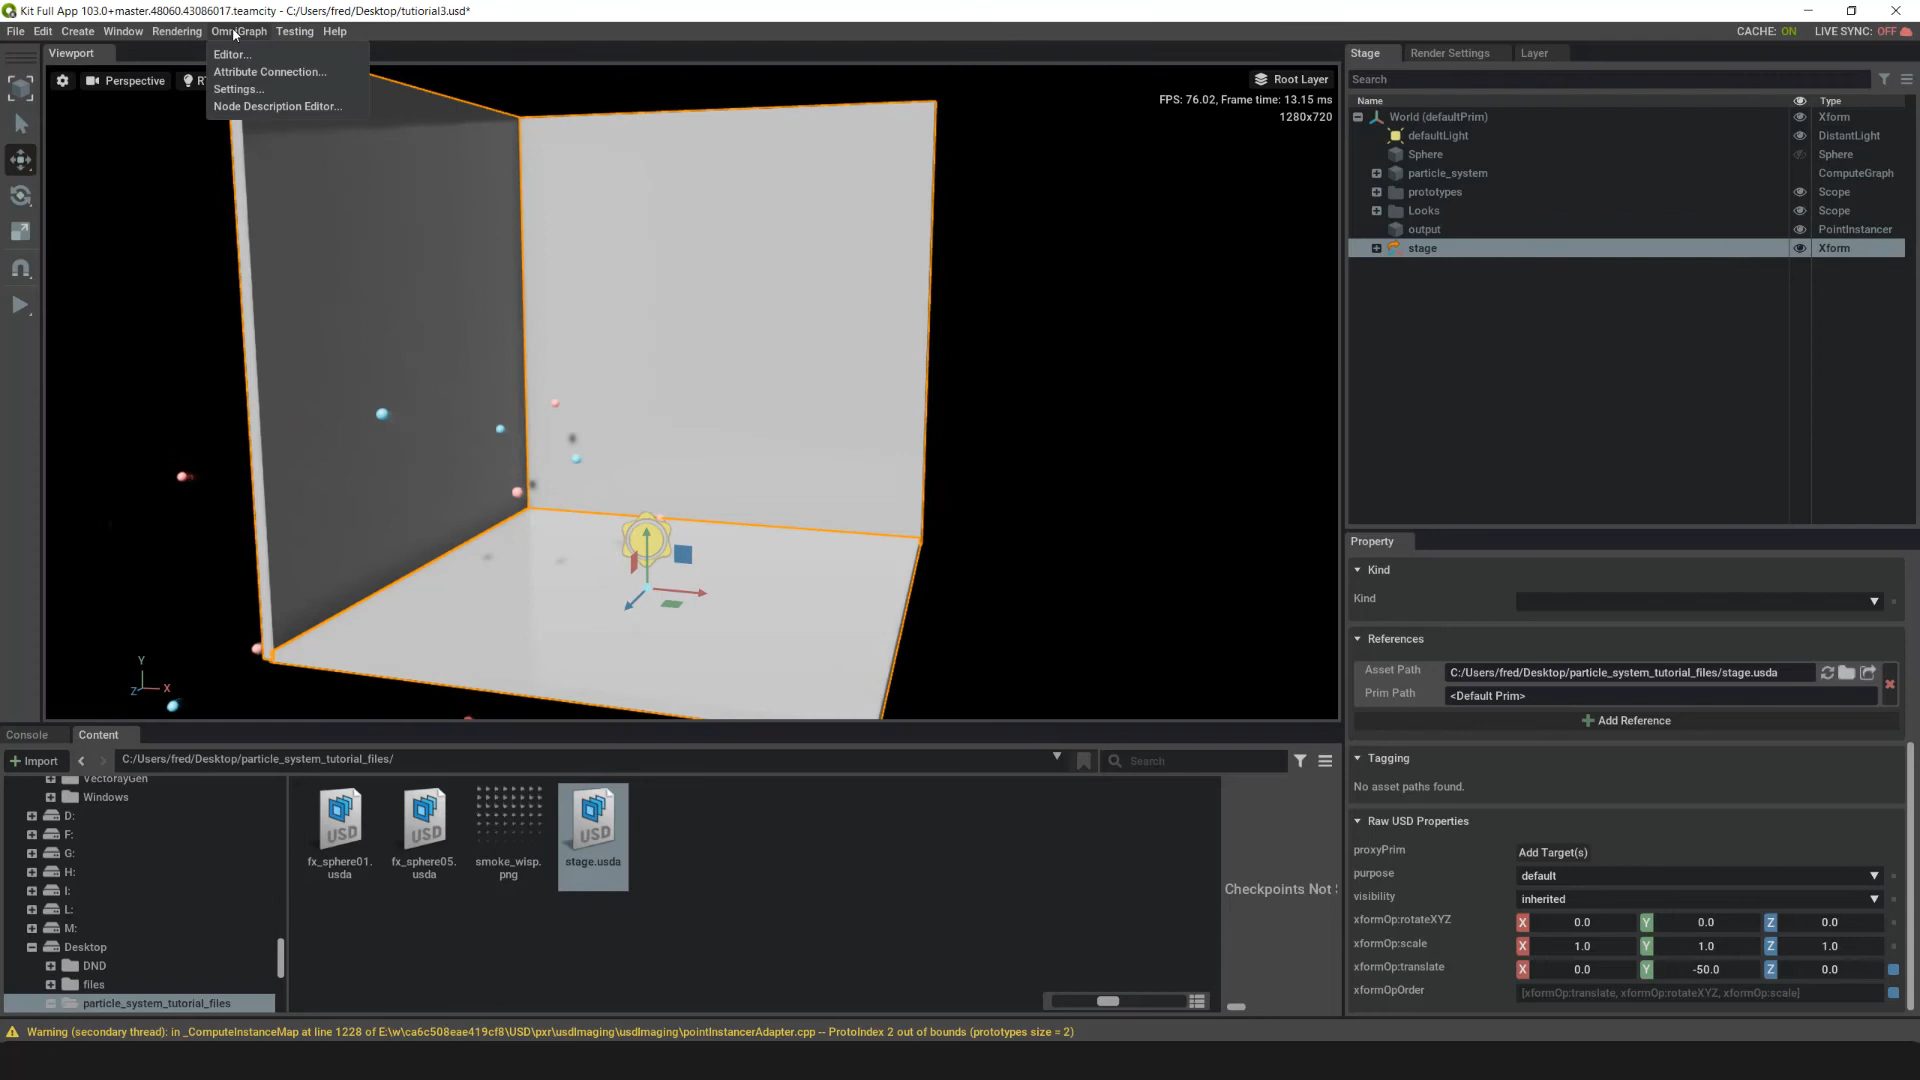 Kit Full App 103.0+master.48060.43086017.teamcity - C:/Users/fred/Desktop/tutiorial3.usd*
File Edit Create Window Rendering OmniGraph Testing Help
CACHE: ON LIVE SYNC: OFF
Viewport
Editor...
Attribute Connection...
Settings...
Node Description Editor...
Perspective
Root Layer
FPS: 76.02, Frame time: 13.15 ms
1280x720
Y
Z X
Stage Render Settings Layer
Search
Name Type
World (defaultPrim) Xform
defaultLight DistantLight
Sphere Sphere
particle_system ComputeGraph
prototypes Scope
Looks Scope
output PointInstancer
stage Xform
Property
Kind
Kind
References
Asset Path C:/Users/fred/Desktop/particle_system_tutorial_files/stage.usda
Prim Path <Default Prim>
Add Reference
Tagging
No asset paths found.
Raw USD Properties
proxyPrim Add Target(s)
purpose default
visibility inherited
xformOp:rotateXYZ X 0.0 Y 0.0 Z 0.0
xformOp:scale X 1.0 Y 1.0 Z 1.0
xformOp:translate X 0.0 Y -50.0 Z 0.0
xformOpOrder [xformOp:translate, xformOp:rotateXYZ, xformOp:scale]
Console Content
Import C:/Users/fred/Desktop/particle_system_tutorial_files/ Search
VectorayGen
Windows
D:
F:
G:
H:
I:
L:
M:
Desktop
DND
files
particle_system_tutorial_files
USD
fx_sphere01.
usda
USD
fx_sphere05.
usda
smoke_wisp.
png
USD
stage.usda
Checkpoints Not
Warning (secondary thread): in _ComputeInstanceMap at line 1228 of E:\w\ca6c508eae419cf8\USD\pxr\usdImaging\usdImaging\pointInstancerAdapter.cpp -- ProtoIndex 2 out of bounds (prototypes size = 2)